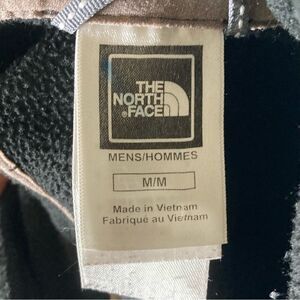 THE
NORTH
FACE
MENS/HOMMES
M/M
Made in Vietnam
Fabriqué au Vietnam